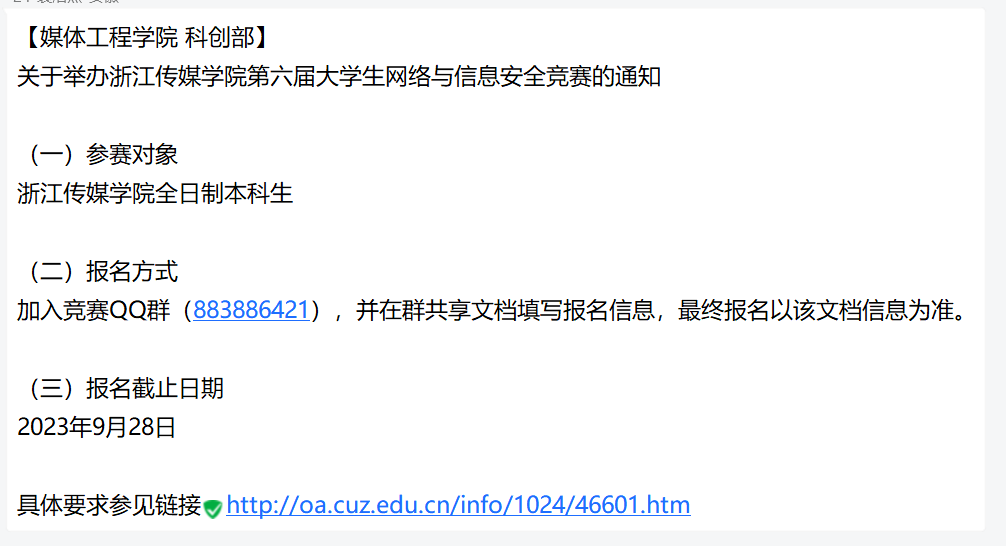 【媒体工程学院 科创部】
关于举办浙江传媒学院第六届大学生网络与信息安全竞赛的通知
（一）参赛对象
浙江传媒学院全日制本科生
（二）报名方式
加入竞赛QQ群（883886421），并在群共享文档填写报名信息，最终报名以该文档信息为准。
（三）报名截止日期
2023年9月28日
具体要求参见链接http://oa.cuz.edu.cn/info/1024/46601.htm